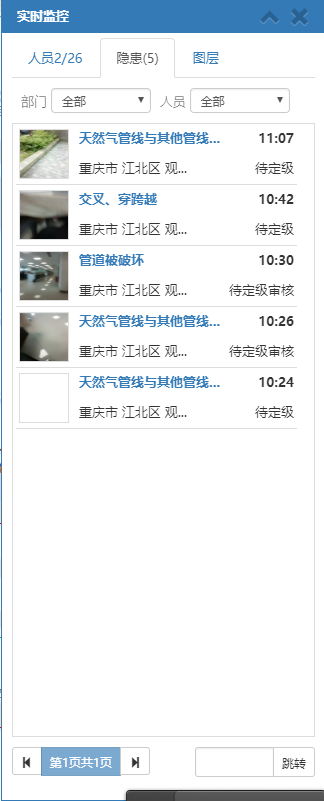 实时监控
人员2/26 隐患(5) 图层
部门 全部 人员 全部
天然气管线与其他管线... 11:07
重庆市 江北区 观... 待定级
交叉、穿跨越 10:42
重庆市 江北区 观... 待定级
管道被破坏 10:30
重庆市 江北区 观... 待定级审核
天然气管线与其他管线... 10:26
重庆市 江北区 观... 待定级审核
天然气管线与其他管线... 10:24
重庆市 江北区 观... 待定级
第1页共1页 跳转